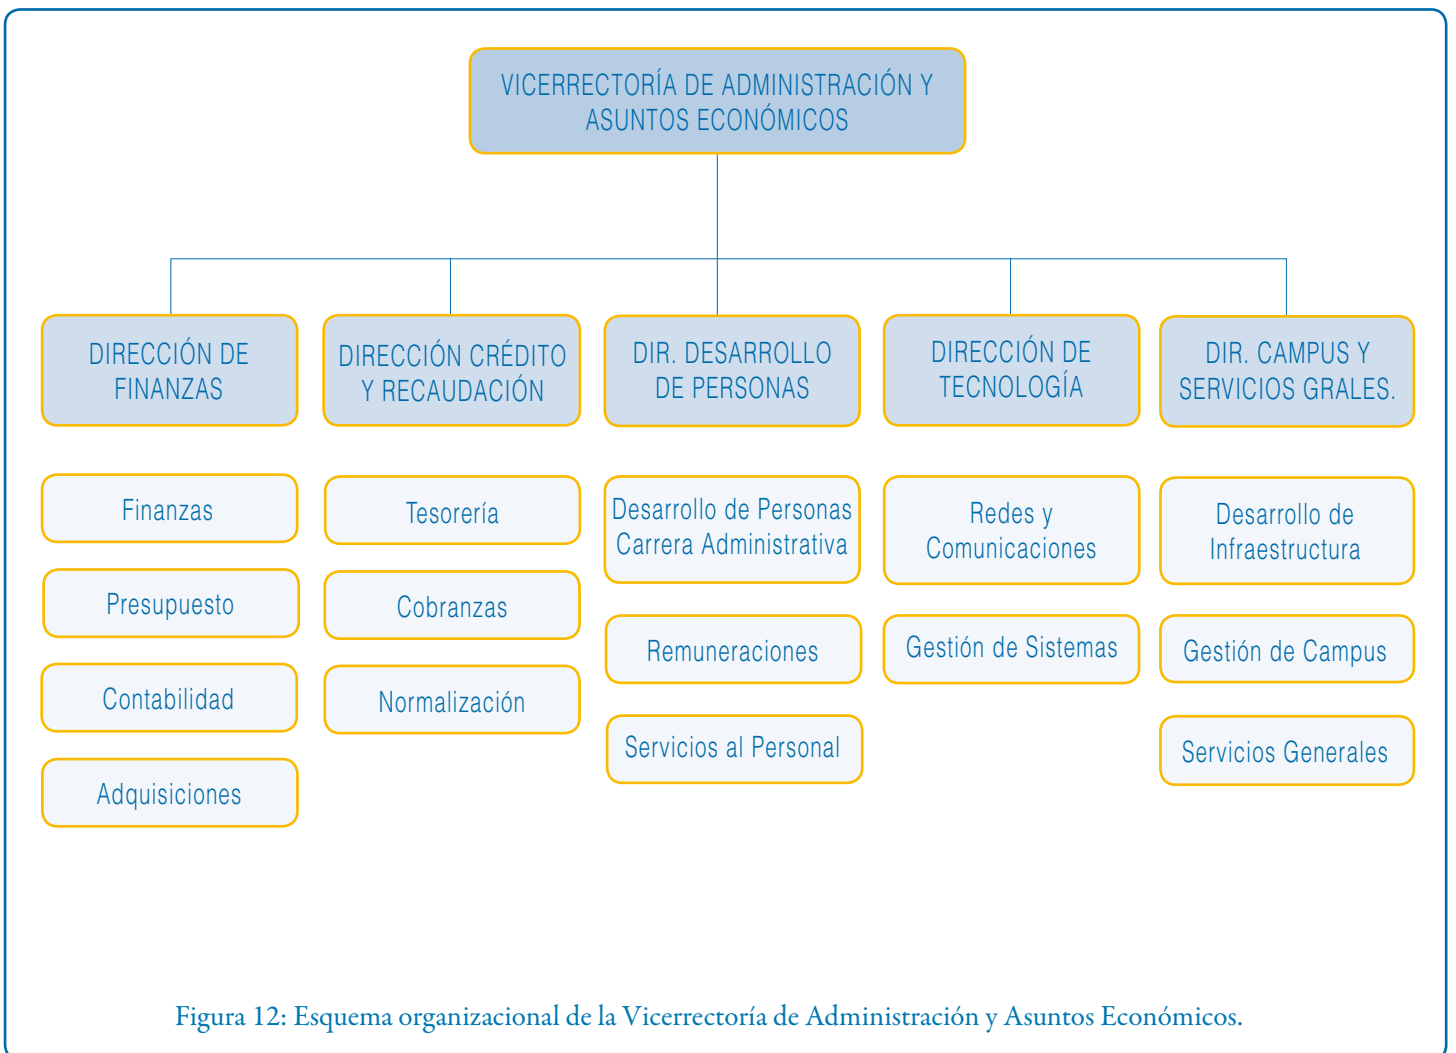 VICERRECTORÍA DE ADMINISTRACIÓN Y
ASUNTOS ECONÓMICOS
DIRECCIÓN DE
FINANZAS
DIRECCIÓN CRÉDITO
Y RECAUDACIÓN
DIR. DESARROLLO
DE PERSONAS
DIRECCIÓN DE
TECNOLOGÍA
DIR. CAMPUS Y
SERVICIOS GRALES.
Finanzas
Presupuesto
Contabilidad
Adquisiciones
Tesorería
Cobranzas
Normalización
Desarrollo de Personas
Carrera Administrativa
Remuneraciones
Servicios al Personal
Redes y
Comunicaciones
Gestión de Sistemas
Desarrollo de
Infraestructura
Gestión de Campus
Servicios Generales
Figura 12: Esquema organizacional de la Vicerrectoría de Administración y Asuntos Económicos.